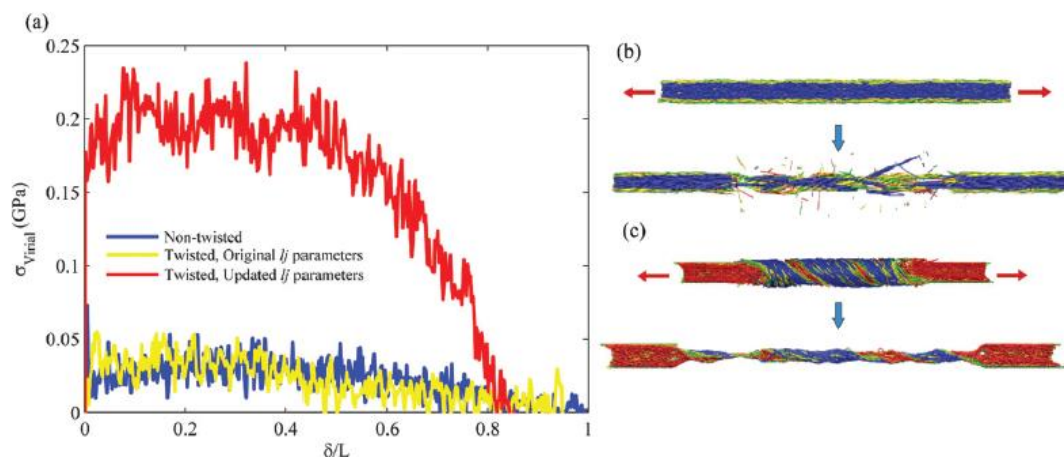 (a)
0.25
0.2
0.15
0.1
0.05
0
σVirial (GPa)
Non-twisted
Twisted, Original lj parameters
Twisted, Updated lj parameters
0 0.2 0.4 0.6 0.8 1
δ/L
(b)
(c)